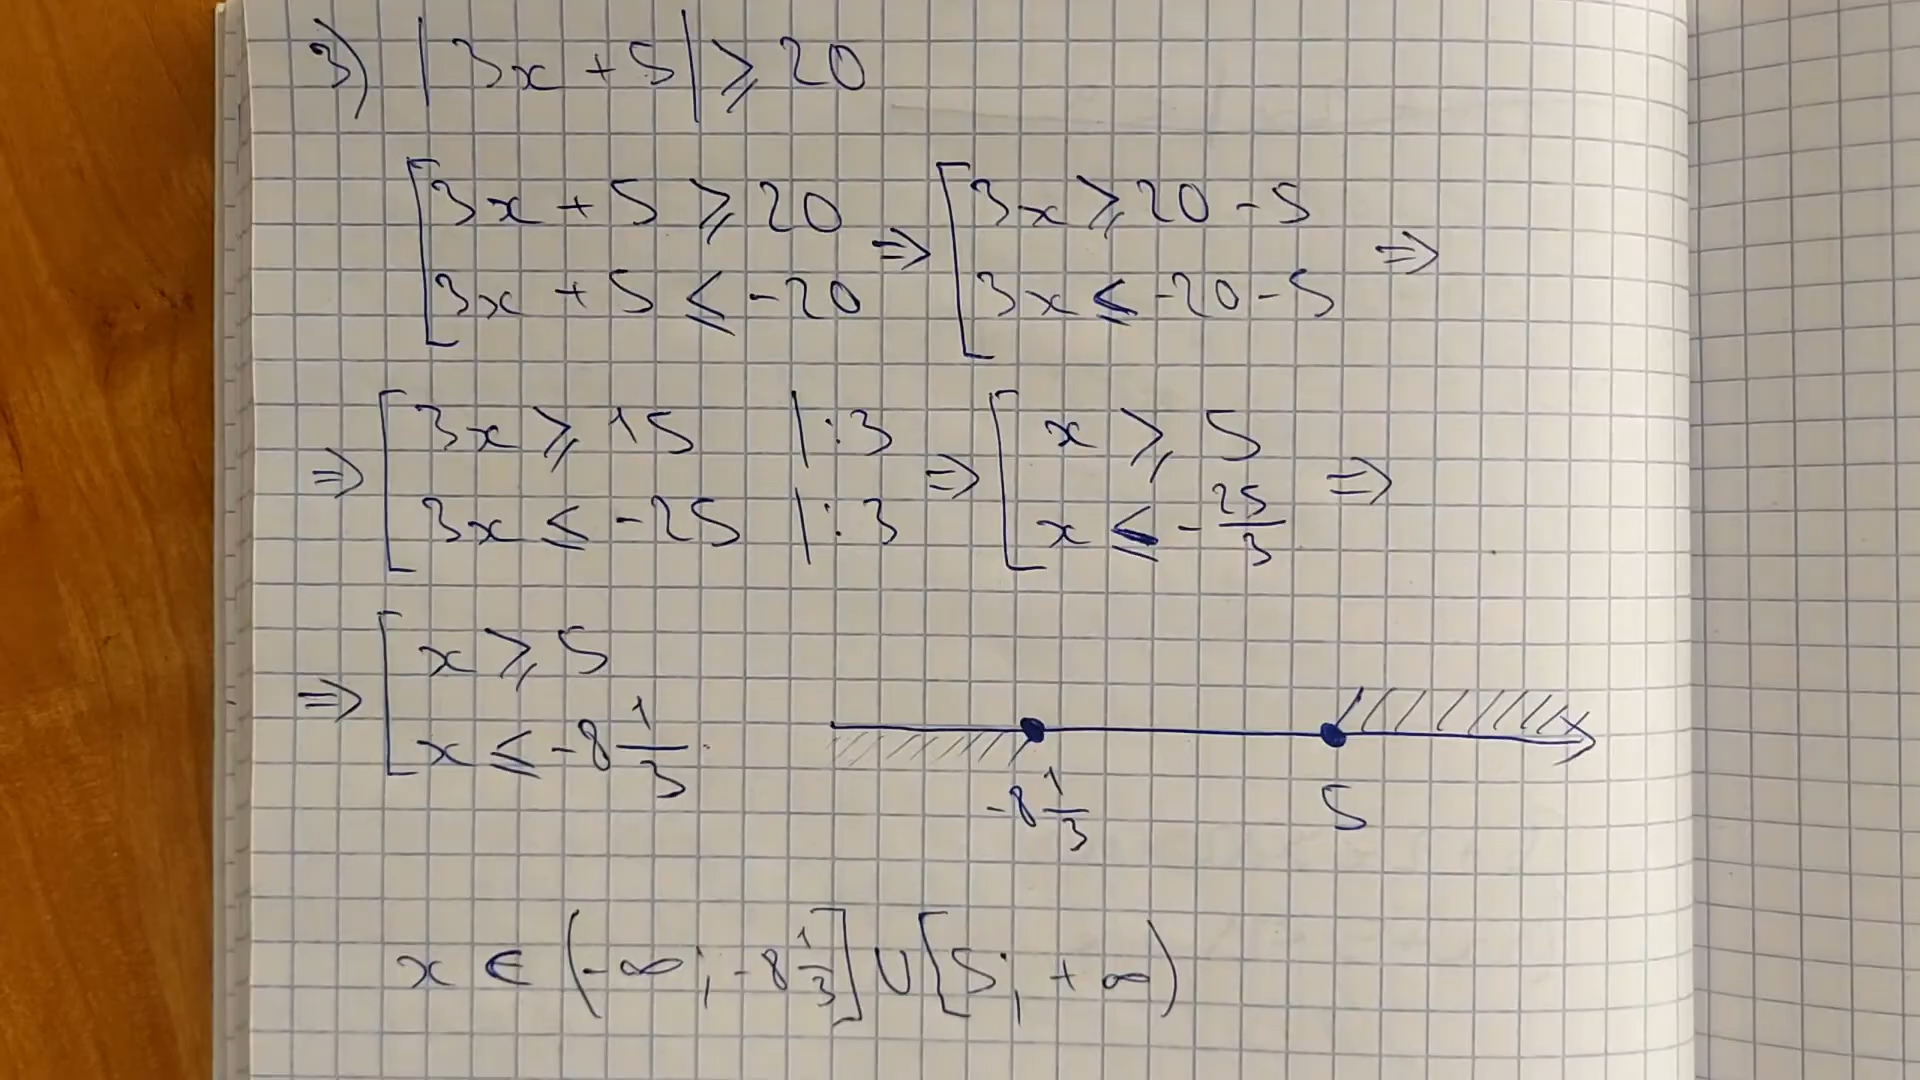 3) |3x + 5| ⩾ 20
[3x + 5 ⩾ 20 ⇒ [3x ⩾ 20 - 5 ⇒
[3x + 5 ⩽ -20 [3x ⩽ -20 - 5
⇒ [3x ⩾ 15 |:3 ⇒ [x ⩾ 5 ⇒
[3x ⩽ -25 |:3 [x ⩽ -25/3
⇒ [x ⩾ 5
[x ⩽ -8 1/3
-8 1/3 5
x ∈ (-∞; -8 1/3] ∪ [5; +∞)